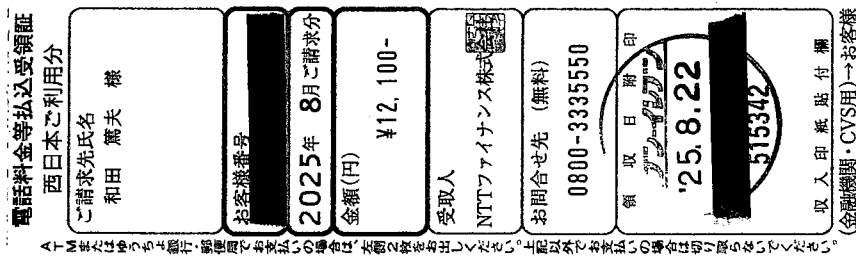 電話料金等払込受領証
西日本ご利用分
ご請求先氏名
和田 篤夫 様
お客様番号
2025年 8月ご請求分
金額(円)
¥12,100-
受取人
NTTファイナンス株式会社
お問合せ先 (無料)
0800-3335550
領収日附印
'25.8.22
515342
収入印紙貼付欄
(金融機関・CVS用)→お客様
ATMまたはゆうちょ銀行・郵便局でお支払いの場合は、左側2枚をお出しください。上記以外でお支払いの場合は切り取らないでください。